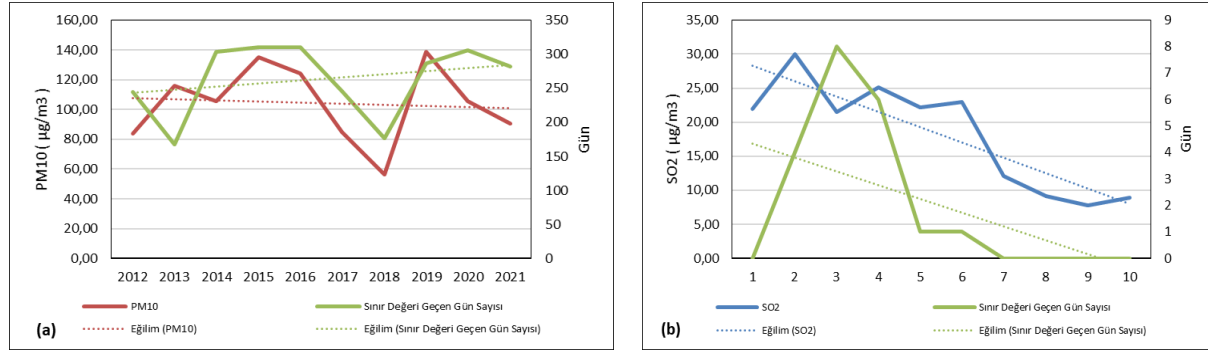 160,00
140,00
120,00
100,00
80,00
60,00
40,00
20,00
0,00
PM10 ( µg/m3 )
350
300
250
200
150
100
50
0
Gün
2012 2013 2014 2015 2016 2017 2018 2019 2020 2021
PM10 Sınır Değeri Geçen Gün Sayısı
Eğilim (PM10) Eğilim (Sınır Değeri Geçen Gün Sayısı)
(a)
35,00
30,00
25,00
20,00
15,00
10,00
5,00
0,00
SO2 ( µg/m3 )
9
8
7
6
5
4
3
2
1
0
Gün
1 2 3 4 5 6 7 8 9 10
SO2 Sınır Değeri Geçen Gün Sayısı
Eğilim (SO2) Eğilim (Sınır Değeri Geçen Gün Sayısı)
(b)